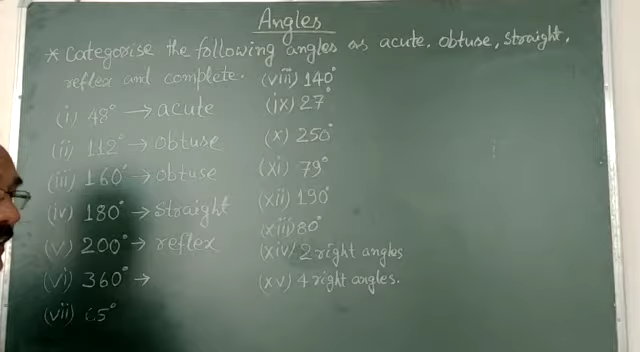 Angles
* Categorise the following angles as acute, obtuse, straight,
reflex and complete.
(i) 48° → acute
(ii) 112° → obtuse
(iii) 160° → obtuse
(iv) 180° → straight
(v) 200° → reflex
(vi) 360° →
(vii) 65°
(viii) 140°
(ix) 27°
(x) 250°
(xi) 79°
(xii) 190°
(xiii) 80°
(xiv) 2 right angles
(xv) 4 right angles.